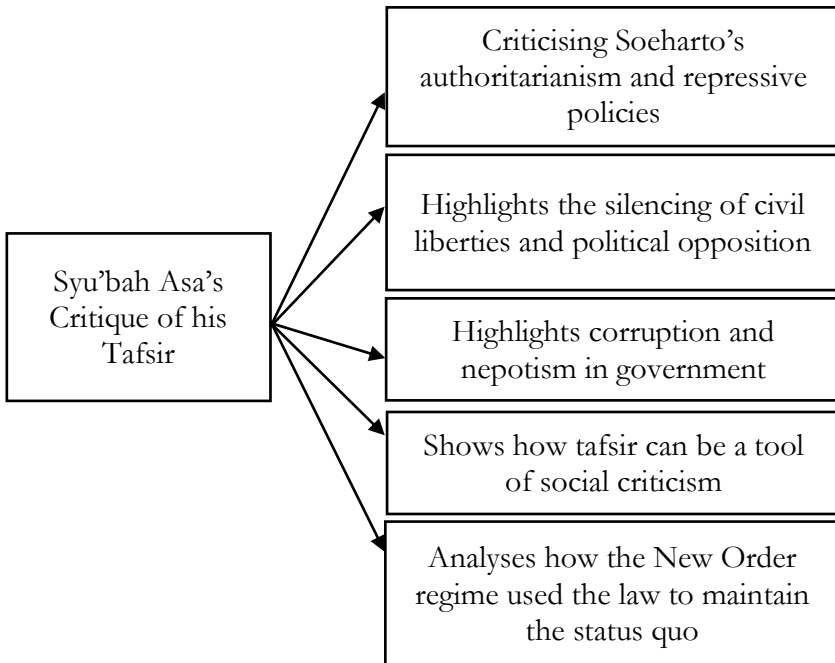 Criticising Soeharto's
authoritarianism and repressive
policies
Highlights the silencing of civil
liberties and political opposition
Syu'bah Asa's
Critique of his
Tafsir
Highlights corruption and
nepotism in government
Shows how tafsir can be a tool
of social criticism
Analyses how the New Order
regime used the law to maintain
the status quo